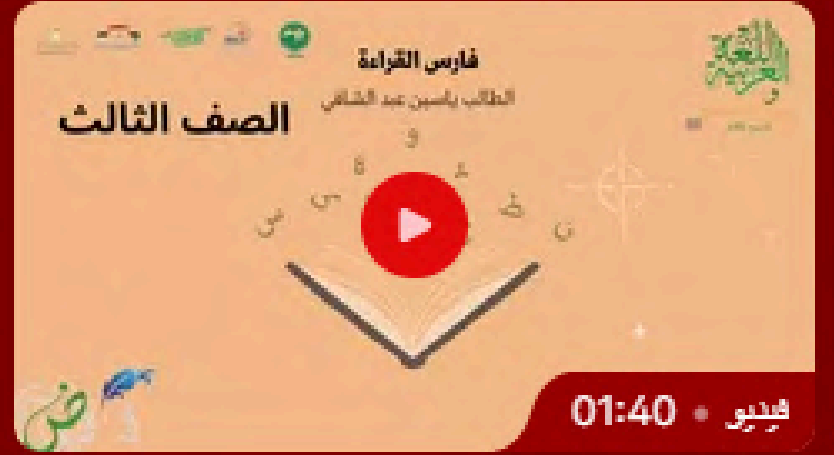 اللغة
العربية
فارس القراءة
الطالب ياسين عبد الشافي
الصف الثالث
و
ة
د
س
ط
س
ن
ض
فيديو • 01:40